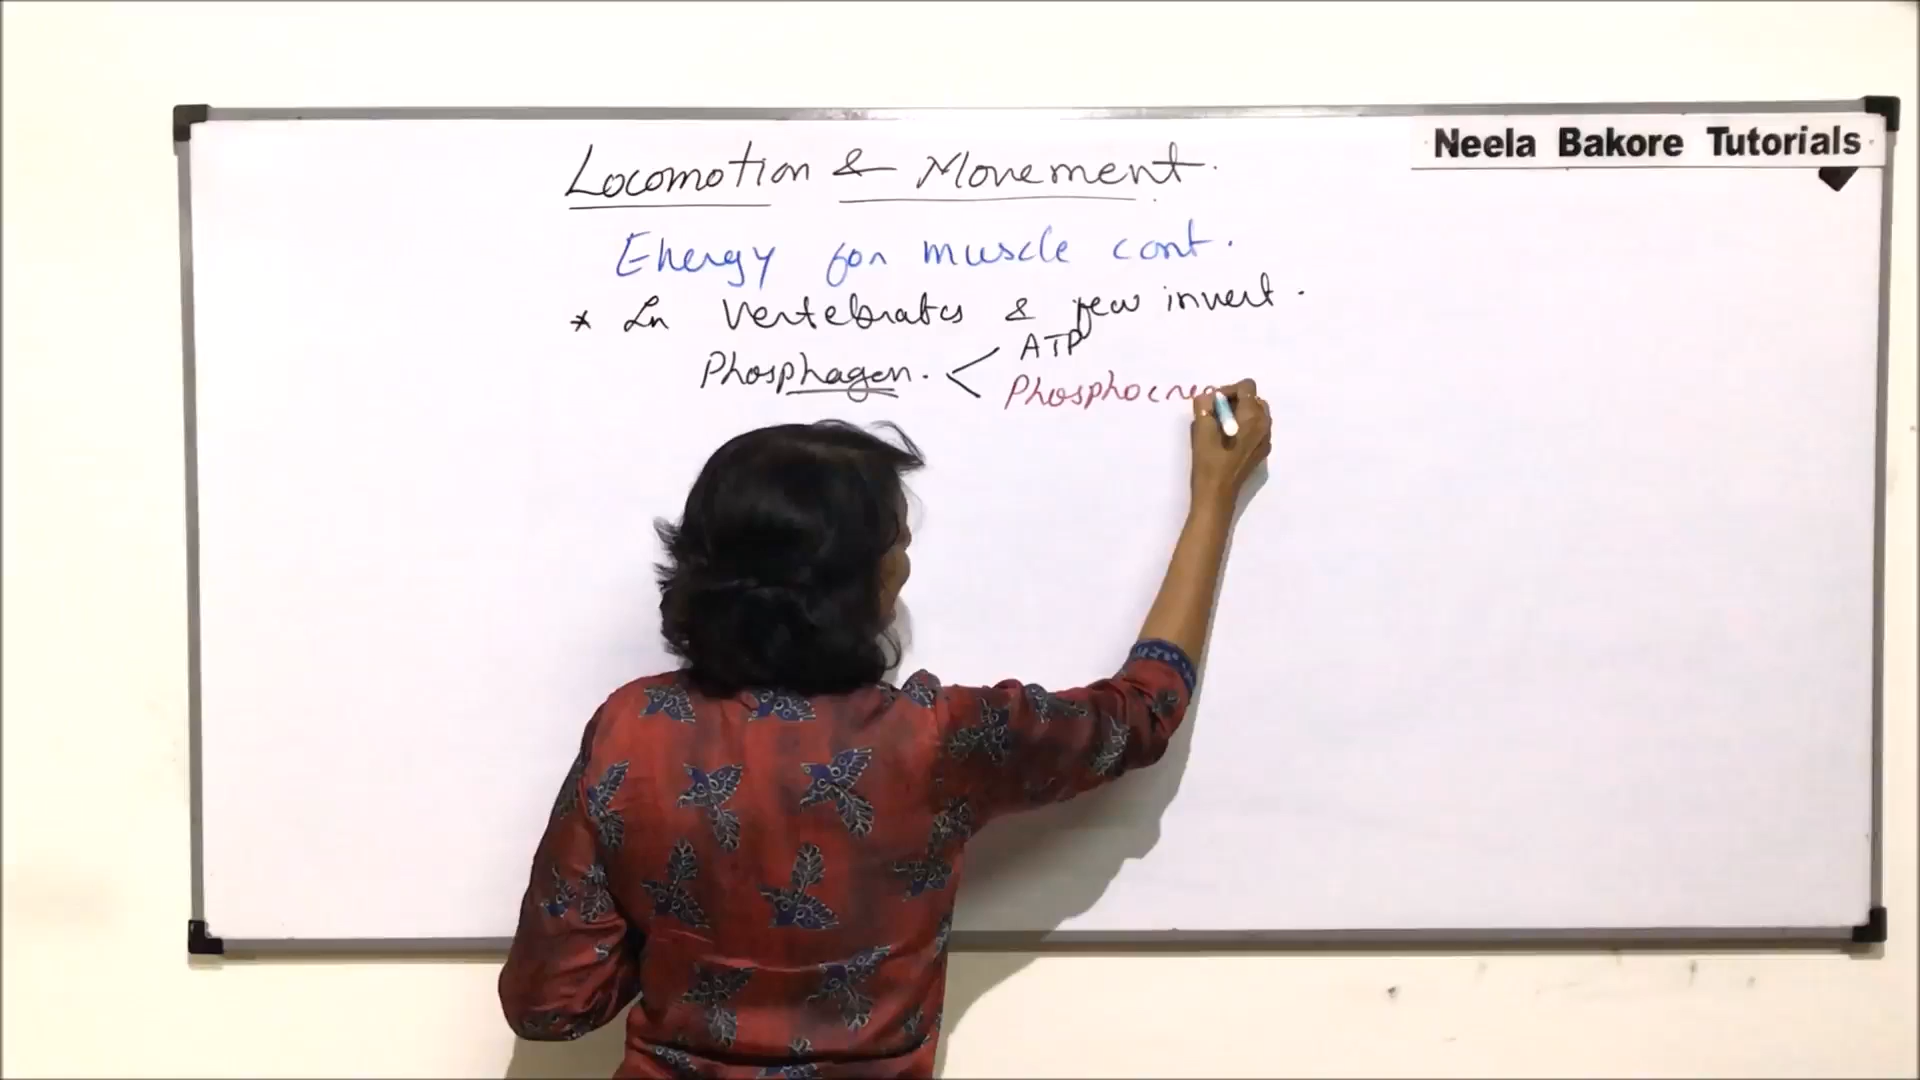 Neela Bakore Tutorials
Locomotion & Movement.
Energy for muscle cont.
* In Vertebrates & few invert.
Phosphagen. < ATP
Phosphocrea